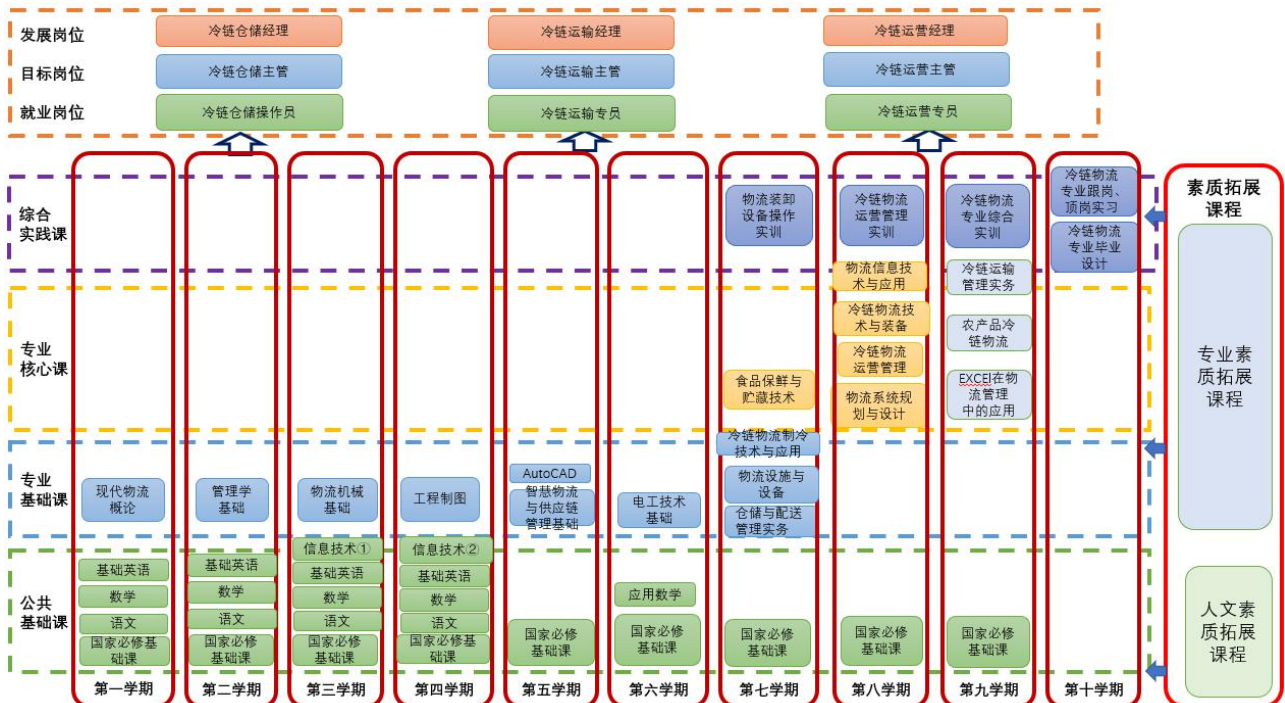 发展岗位
冷链仓储经理
冷链运输经理
冷链运营经理
目标岗位
冷链仓储主管
冷链运输主管
冷链运营主管
就业岗位
冷链仓储操作员
冷链运输专员
冷链运营专员
综合
实践课
物流装卸
设备操作
实训
冷链物流
运营管理
实训
冷链物流
专业综合
实训
冷链物流
专业跟岗、
顶岗实习
冷链物流
专业毕业
设计
专业
核心课
食品保鲜与
贮藏技术
物流信息技
术与应用
冷链物流技
术与装备
冷链物流
运营管理
物流系统规
划与设计
冷链运输
管理实务
农产品冷
链物流
EXCEl在物
流管理
中的应用
专业
基础课
现代物流
概论
管理学
基础
物流机械
基础
工程制图
AutoCAD
智慧物流
与供应链
管理基础
电工技术
基础
冷链物流制冷
技术与应用
物流设施与
设备
仓储与配送
管理实务
公共
基础课
基础英语
数学
语文
国家必修基
础课
基础英语
数学
语文
国家必修
基础课
信息技术①
基础英语
数学
语文
国家必修
基础课
信息技术②
基础英语
数学
语文
国家必修基
础课
国家必修
基础课
应用数学
国家必修
基础课
国家必修
基础课
国家必修
基础课
国家必修
基础课
第一学期
第二学期
第三学期
第四学期
第五学期
第六学期
第七学期
第八学期
第九学期
第十学期
素质拓展
课程
专业素
质拓展
课程
人文素
质拓展
课程